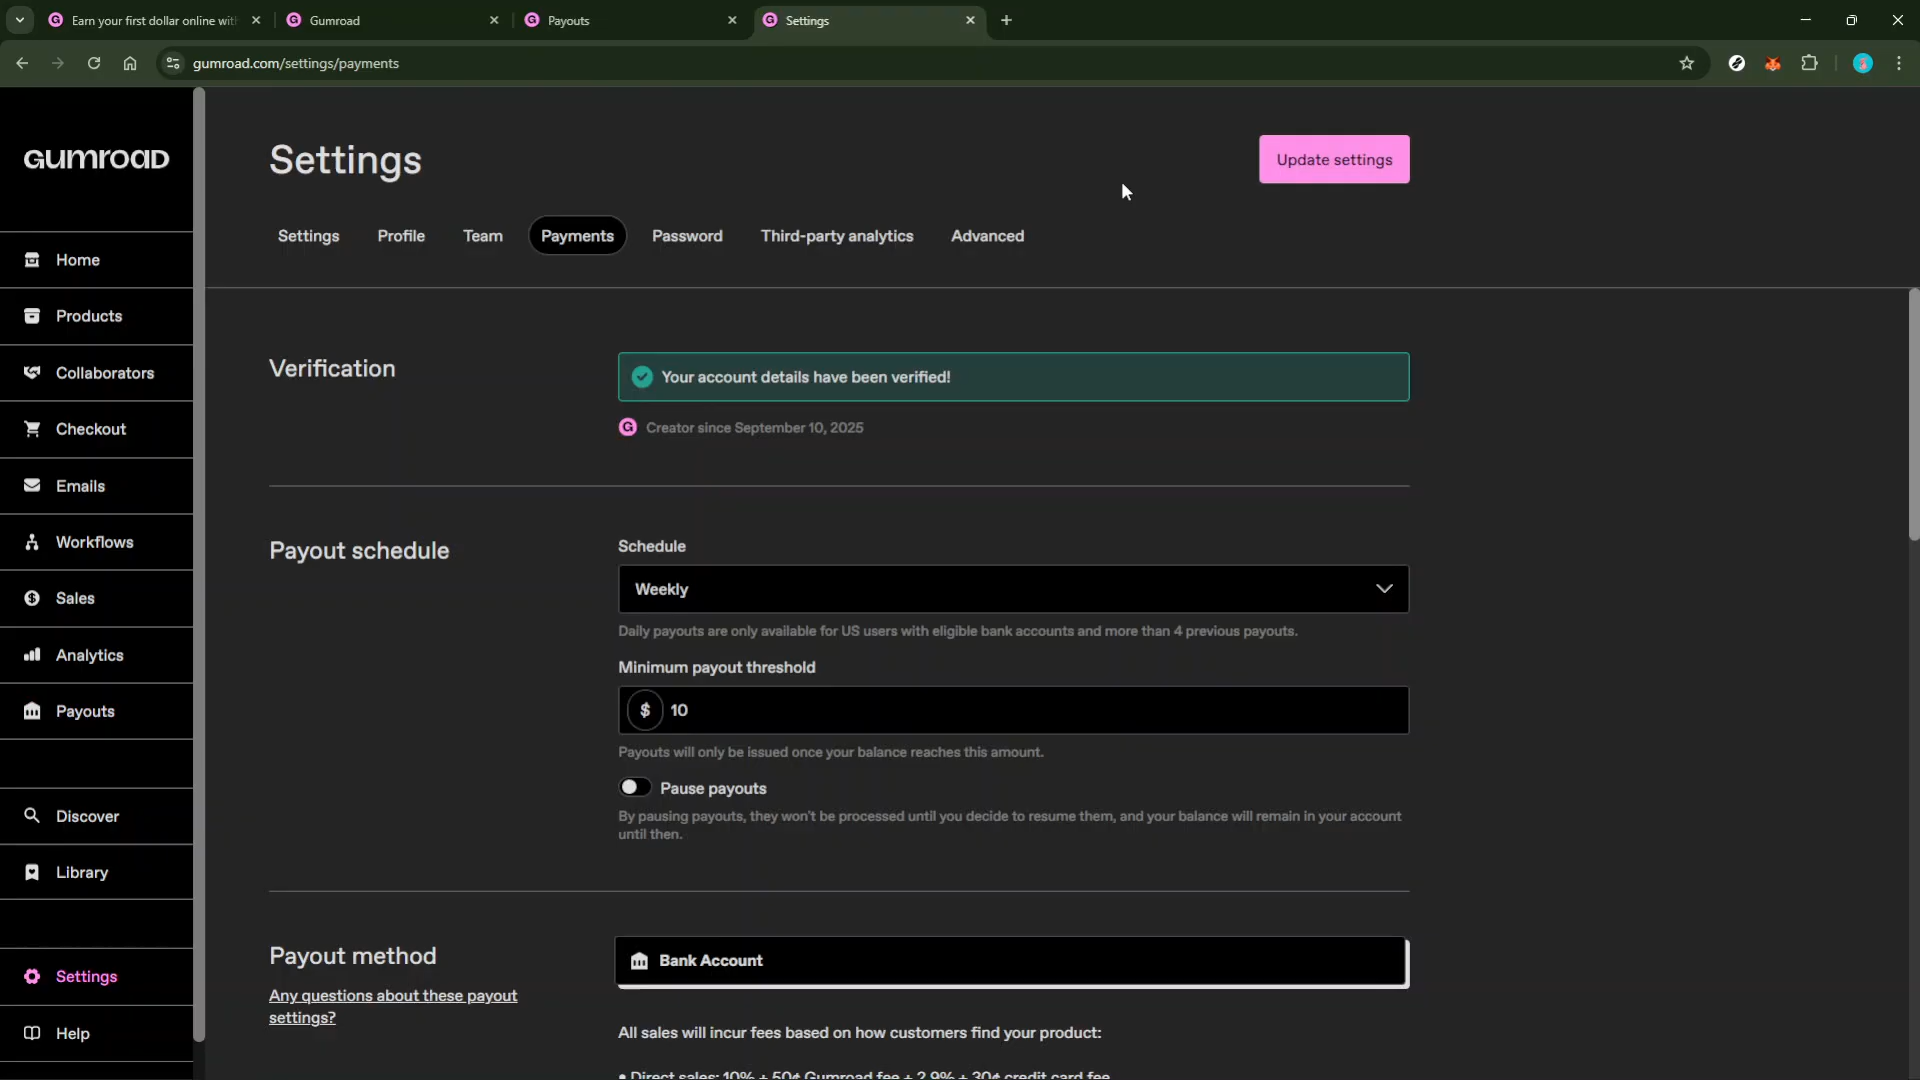 Earn your first dollar online wit
Gumroad
Payouts
Settings
gumroad.com/settings/payments
GUMROAD
Home
Products
Collaborators
Checkout
Emails
Workflows
Sales
Analytics
Payouts
Discover
Library
Settings
Help
Settings
Update settings
Settings
Profile
Team
Payments
Password
Third-party analytics
Advanced
Verification
Your account details have been verified!
G
Creator since September 10, 2025
Payout schedule
Schedule
Weekly
Daily payouts are only available for US users with eligible bank accounts and more than 4 previous payouts.
Minimum payout threshold
$ 10
Payouts will only be issued once your balance reaches this amount.
Pause payouts
By pausing payouts, they won't be processed until you decide to resume them, and your balance will remain in your account
until then.
Payout method
Any questions about these payout
settings?
Bank Account
All sales will incur fees based on how customers find your product:
• Direct sales: 10% + 50¢ Gumroad fee + 2.9% + 30¢ credit card fee